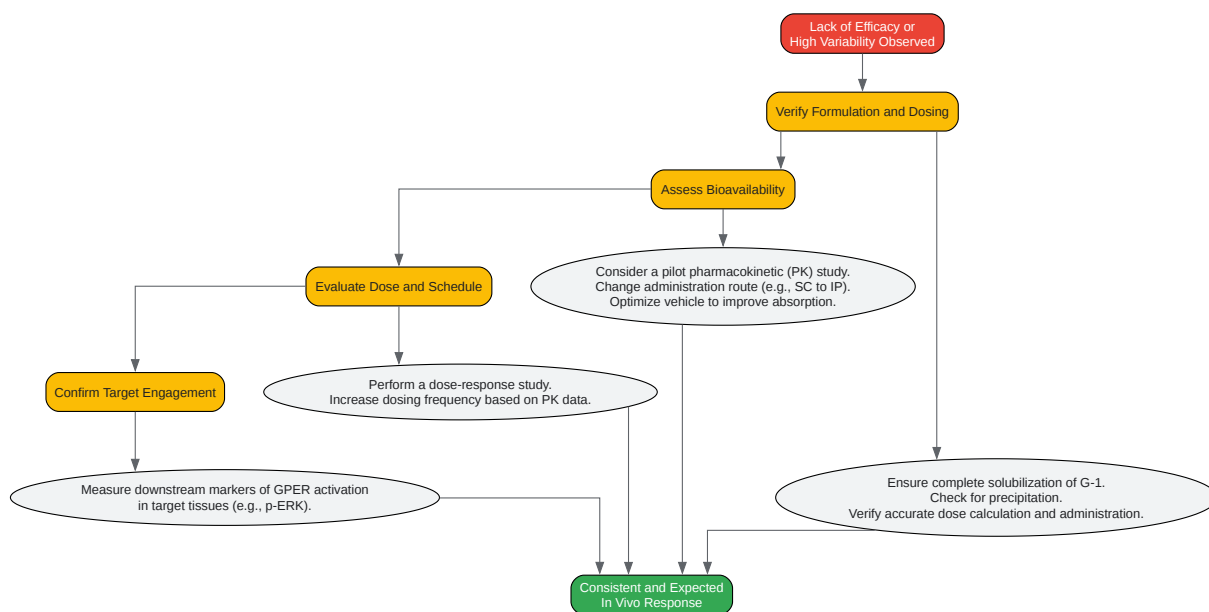 Lack of Efficacy or
High Variability Observed
Verify Formulation and Dosing
Assess Bioavailability
Consider a pilot pharmacokinetic (PK) study.
Change administration route (e.g., SC to IP).
Optimize vehicle to improve absorption.
Evaluate Dose and Schedule
Confirm Target Engagement
Perform a dose-response study.
Increase dosing frequency based on PK data.
Measure downstream markers of GPER activation
in target tissues (e.g., p-ERK).
Ensure complete solubilization of G-1.
Check for precipitation.
Verify accurate dose calculation and administration.
Consistent and Expected
In Vivo Response